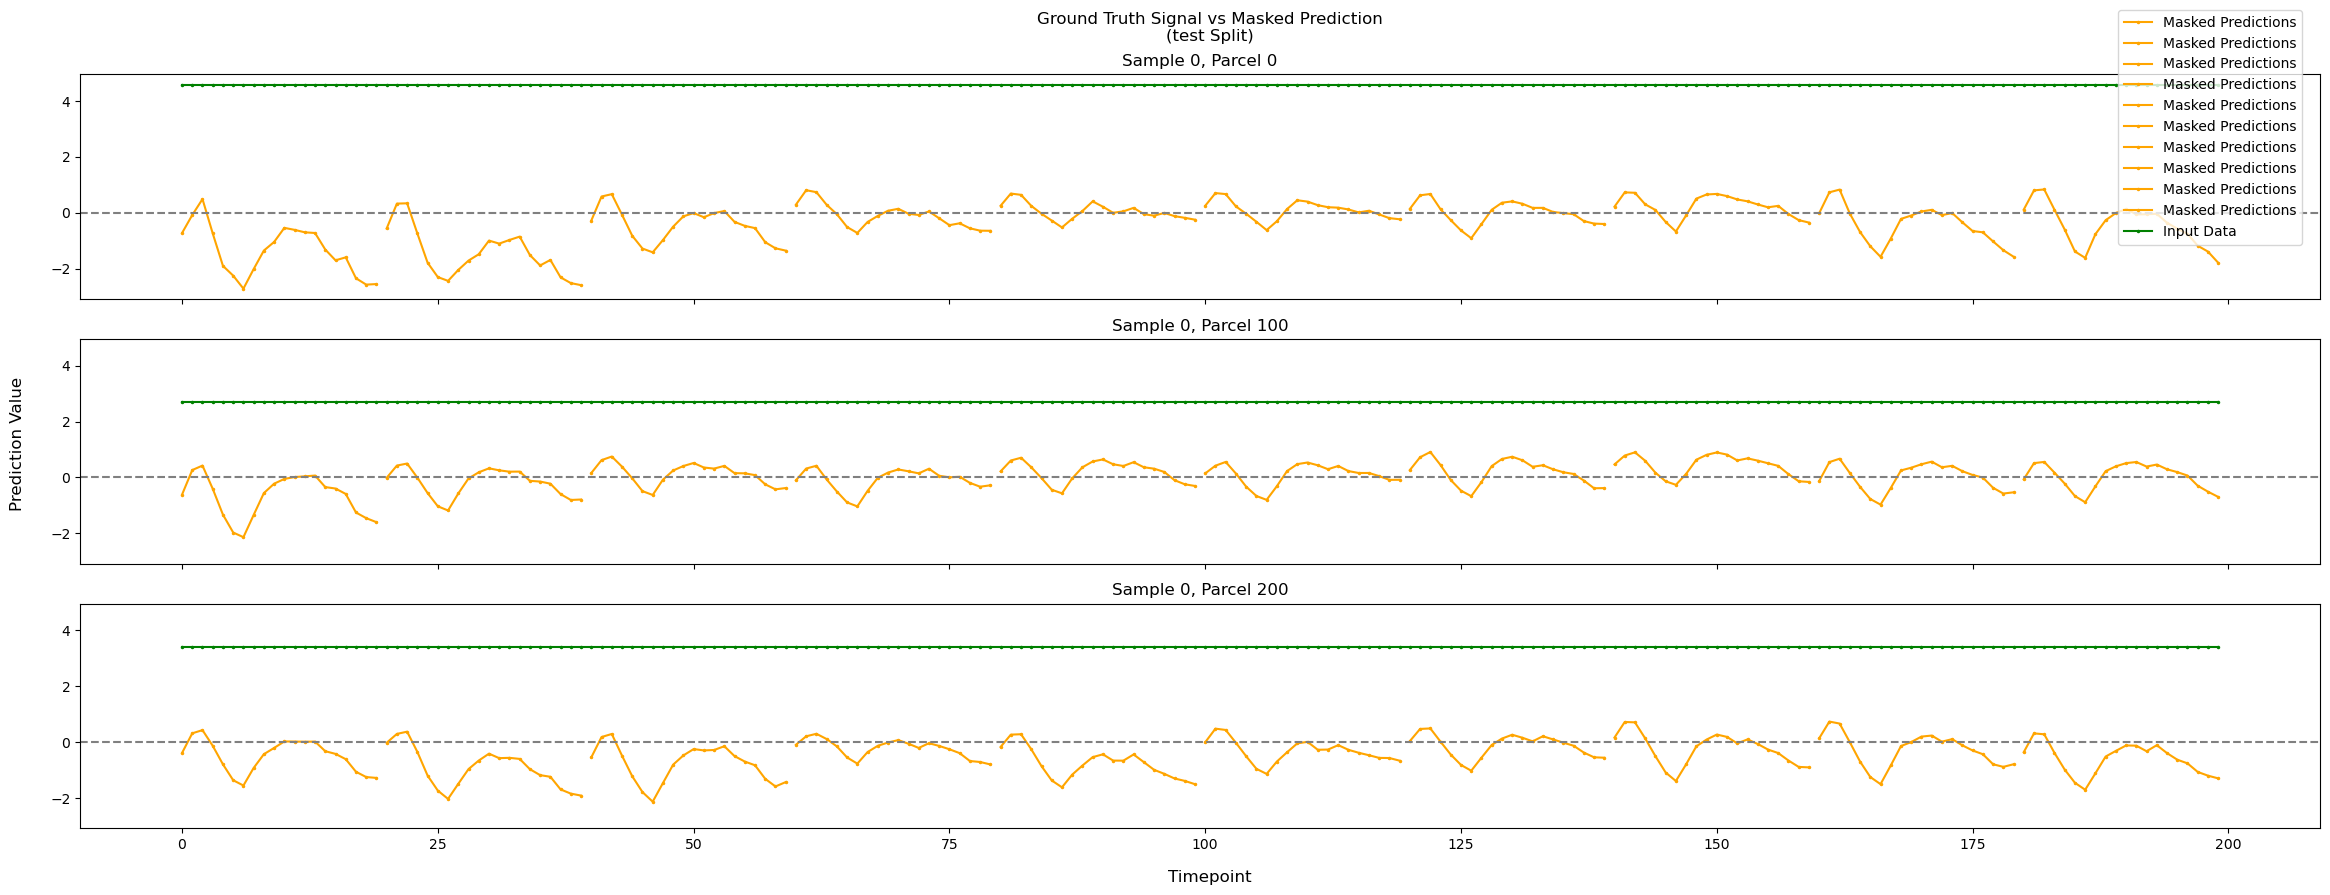 Ground Truth Signal vs Masked Prediction
(test Split)
Sample 0, Parcel 0
Masked Predictions
Masked Predictions
Masked Predictions
Masked Predictions
Masked Predictions
Masked Predictions
Masked Predictions
Masked Predictions
Masked Predictions
Masked Predictions
Input Data
4
2
0
−2
Sample 0, Parcel 100
4
2
0
−2
Prediction Value
Sample 0, Parcel 200
4
2
0
−2
0 25 50 75 100 125 150 175 200
Timepoint